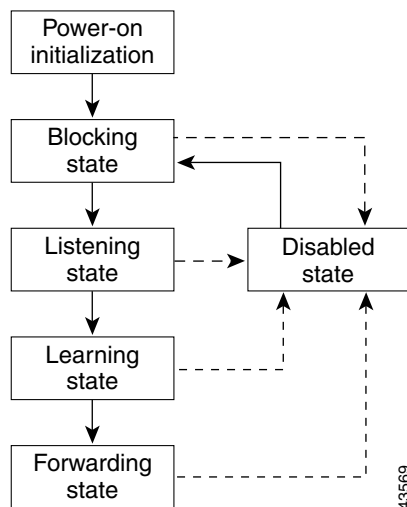 Power-on
initialization
Blocking
state
Listening
state
Disabled
state
Learning
state
Forwarding
state
43569